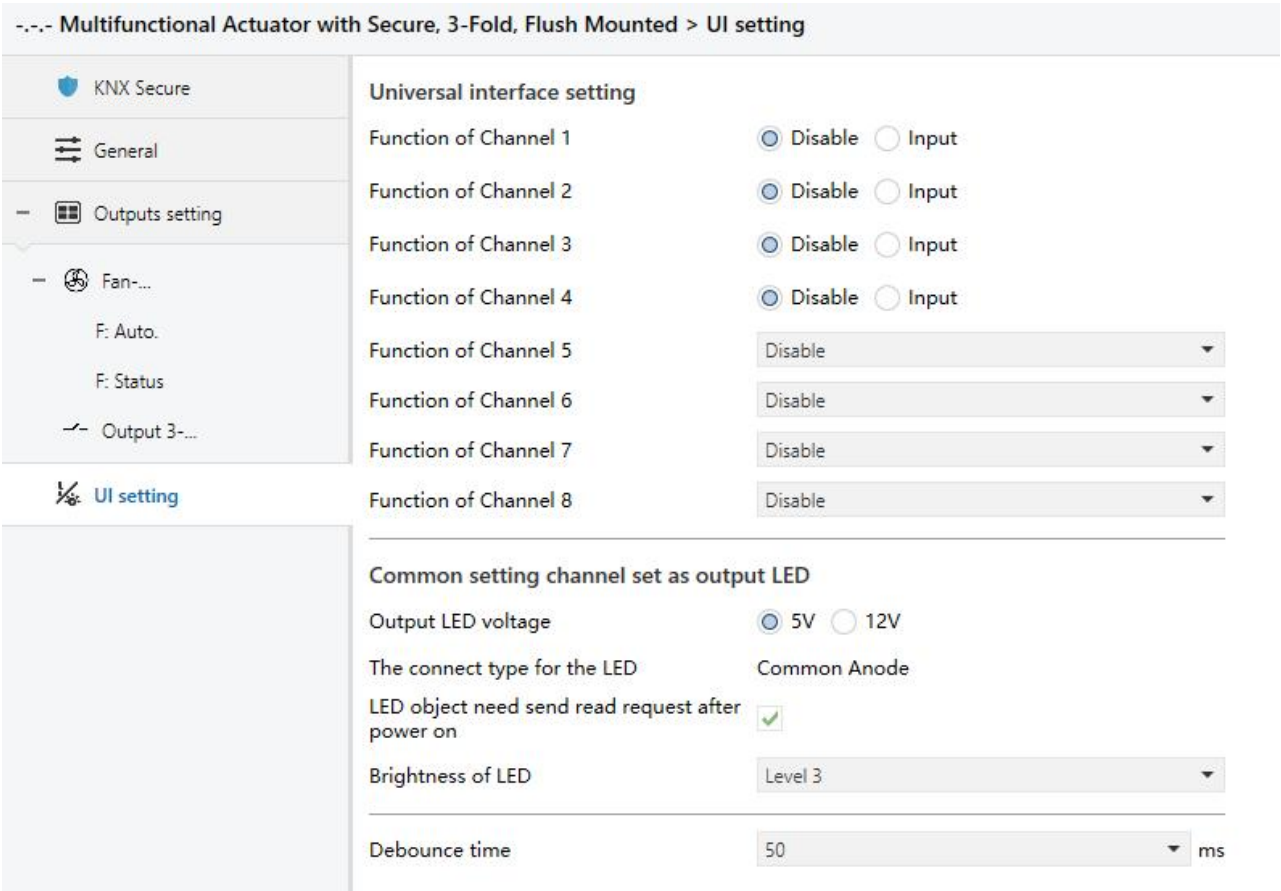 -.-.- Multifunctional Actuator with Secure, 3-Fold, Flush Mounted > UI setting
KNX Secure
General
Outputs setting
Fan-...
F: Auto.
F: Status
Output 3-...
UI setting
Universal interface setting
Function of Channel 1 Disable Input
Function of Channel 2 Disable Input
Function of Channel 3 Disable Input
Function of Channel 4 Disable Input
Function of Channel 5 Disable
Function of Channel 6 Disable
Function of Channel 7 Disable
Function of Channel 8 Disable
Common setting channel set as output LED
Output LED voltage 5V 12V
The connect type for the LED Common Anode
LED object need send read request after
power on
Brightness of LED Level 3
Debounce time 50 ms